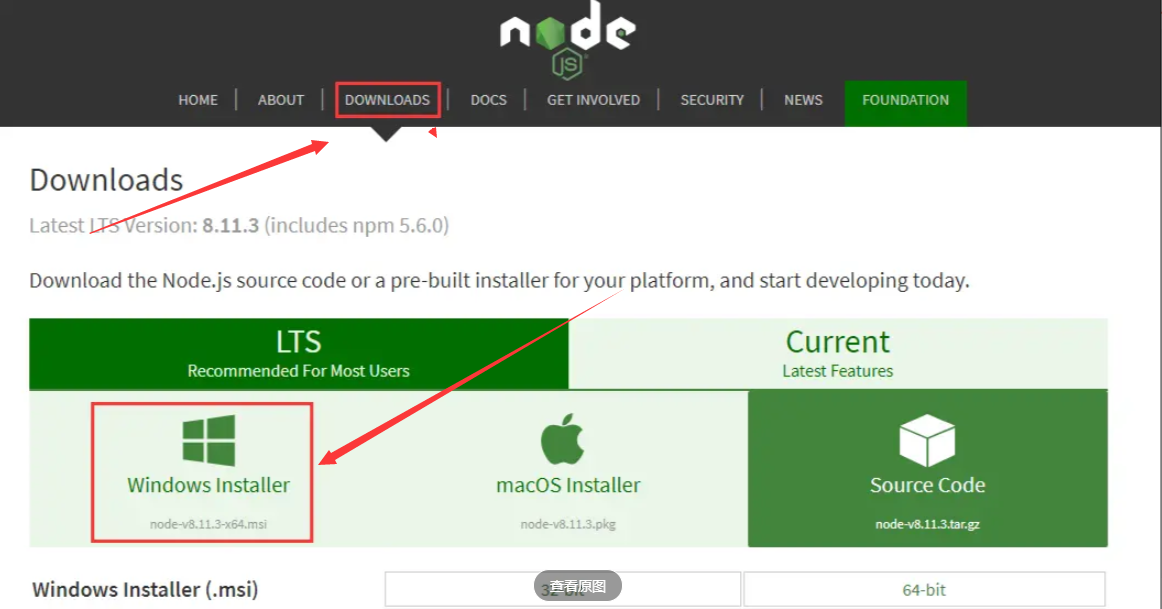 node
JS
HOME | ABOUT | DOWNLOADS | DOCS | GET INVOLVED | SECURITY | NEWS FOUNDATION
Downloads
Latest LTS Version: 8.11.3 (includes npm 5.6.0)
Download the Node.js source code or a pre-built installer for your platform, and start developing today.
LTS
Recommended For Most Users
Current
Latest Features
Windows Installer
node-v8.11.3-x64.msi
macOS Installer
node-v8.11.3.pkg
Source Code
node-v8.11.3.tar.gz
Windows Installer (.msi)
32-bit
查看原图
64-bit